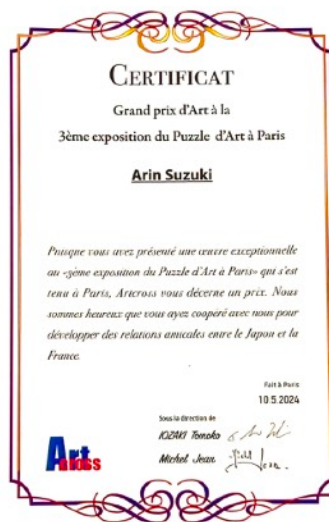 CERTIFICAT
Grand prix d'Art à la
3ème exposition du Puzzle d'Art à Paris
Arin Suzuki
Puisque vous avez présenté une œuvre exceptionnelle
au «3ème exposition du Puzzle d'Art à Paris» qui s'est
tenu à Paris, Artcross vous décerne un prix. Nous
sommes heureux que vous ayez coopéré avec nous pour
développer des relations amicales entre le Japon et la
France.
Fait à Paris
10.5.2024
Sous la direction de
KOZAKI Tomoko
Michel Jean
Art
cross